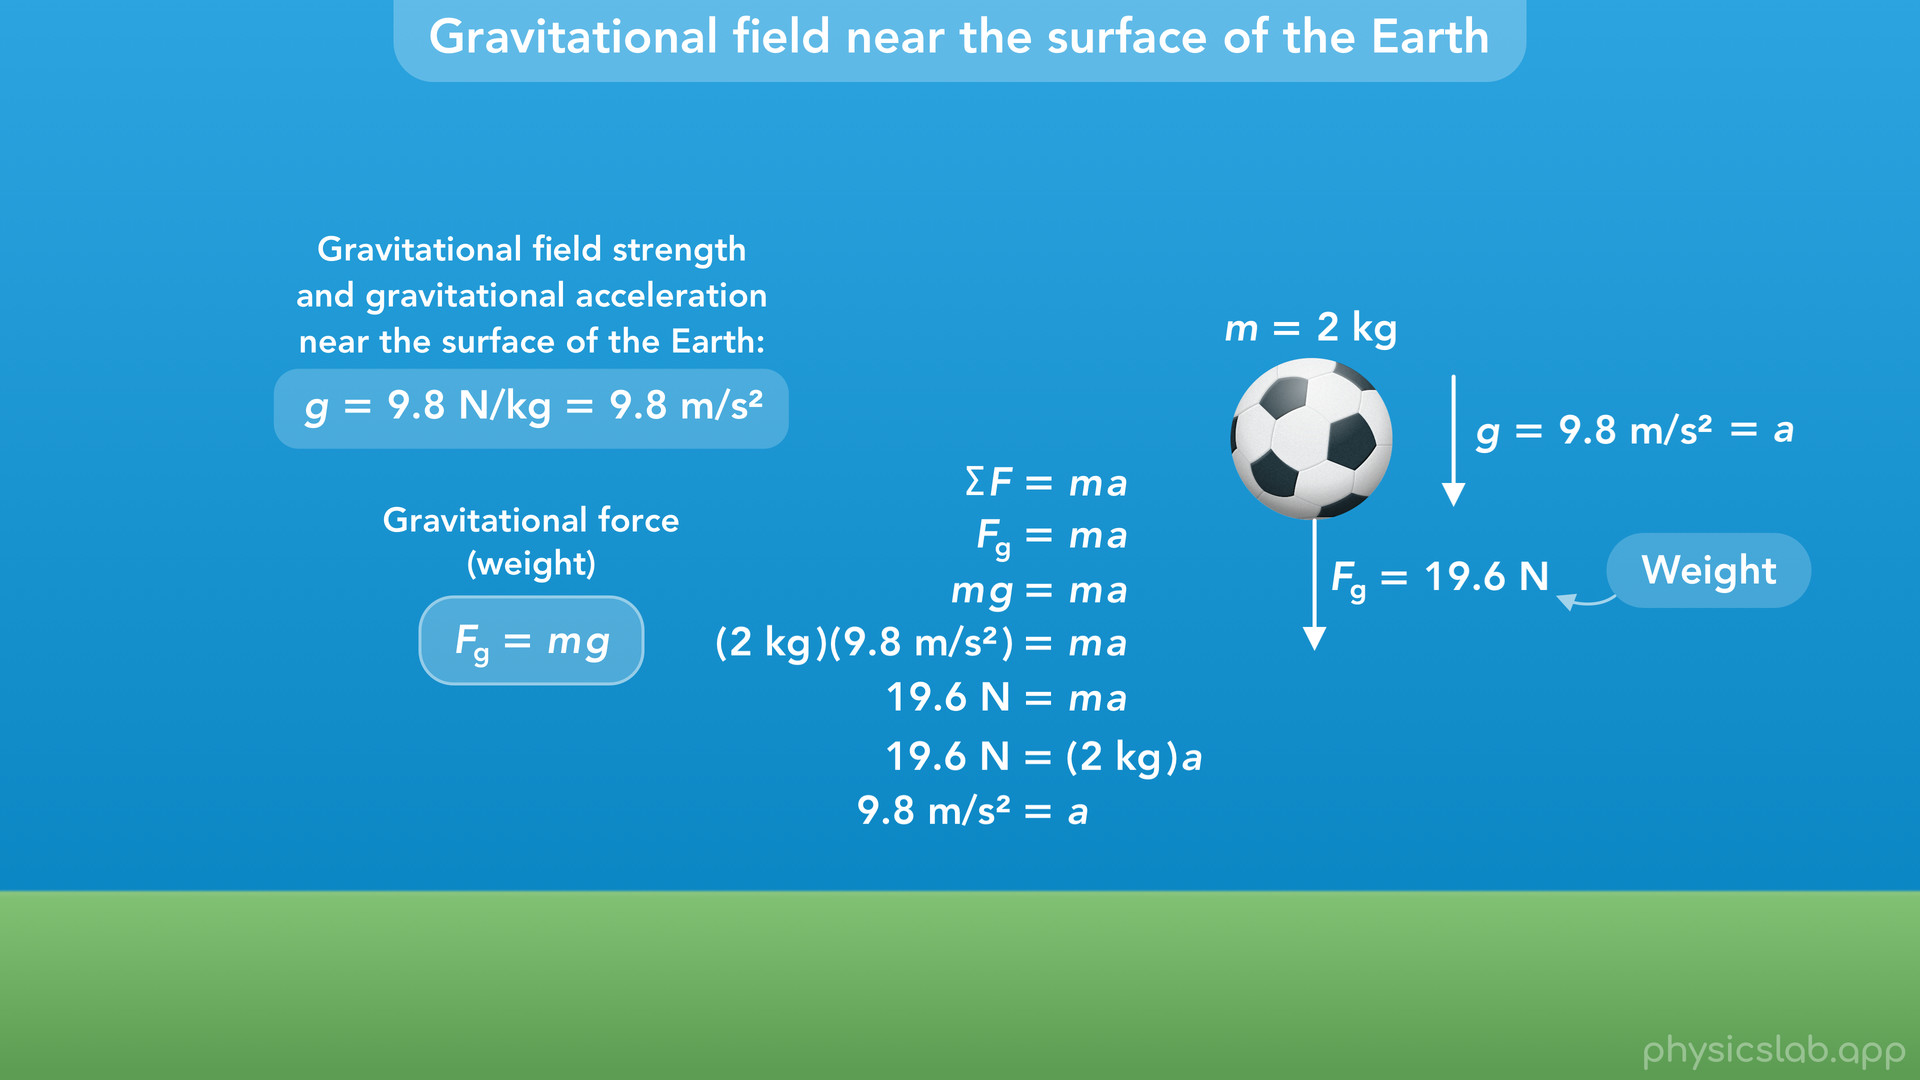 Gravitational field near the surface of the Earth
Gravitational field strength
and gravitational acceleration
near the surface of the Earth:
g = 9.8 N/kg = 9.8 m/s²
Gravitational force
(weight)
Fg = mg
ΣF = ma
Fg = ma
mg = ma
(2 kg)(9.8 m/s²) = ma
19.6 N = ma
19.6 N = (2 kg)a
9.8 m/s² = a
m = 2 kg
g = 9.8 m/s² = a
Fg = 19.6 N
Weight
physicslab.app